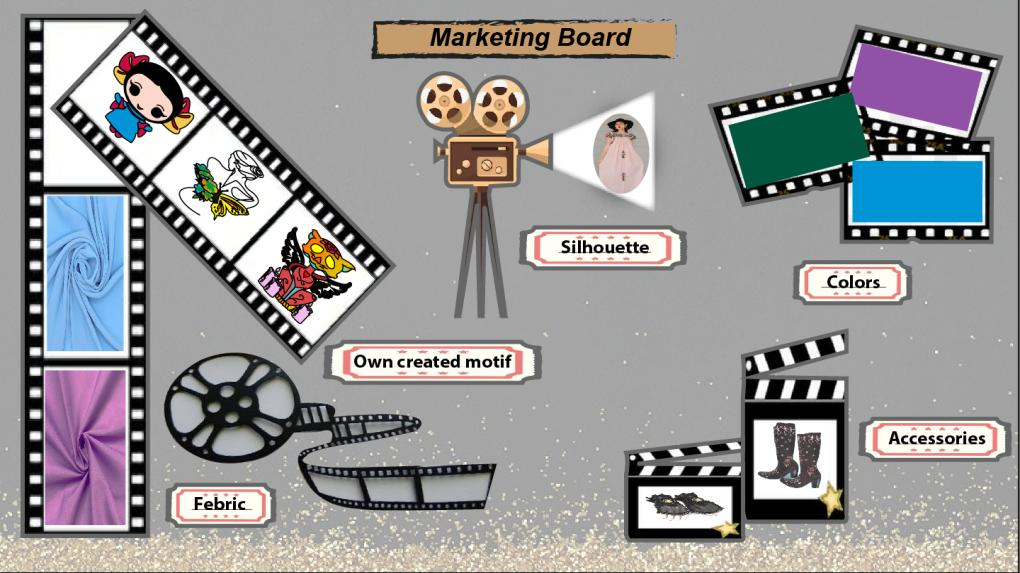 Marketing Board
Silhouette
Colors
Own created motif
Accessories
Febric